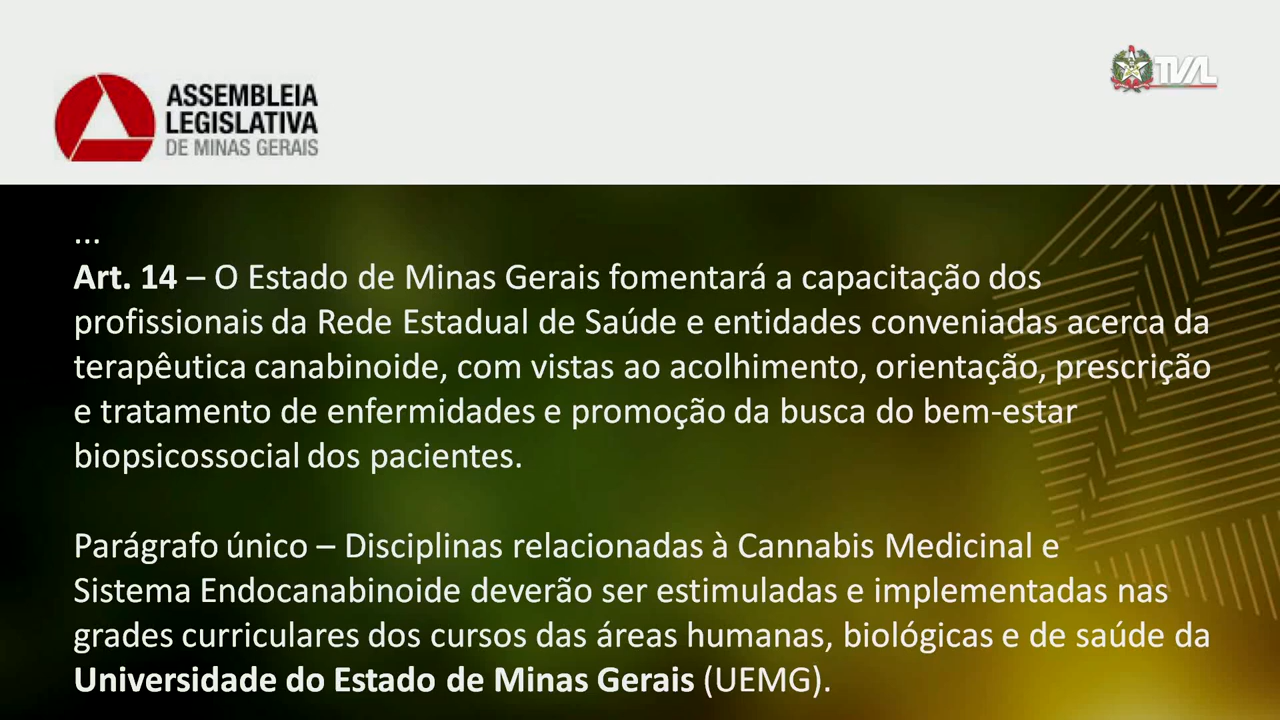 TVAL
ASSEMBLEIA
LEGISLATIVA
DE MINAS GERAIS
...
Art. 14 – O Estado de Minas Gerais fomentará a capacitação dos
profissionais da Rede Estadual de Saúde e entidades conveniadas acerca da
terapêutica canabinoide, com vistas ao acolhimento, orientação, prescrição
e tratamento de enfermidades e promoção da busca do bem-estar
biopsicossocial dos pacientes.
Parágrafo único – Disciplinas relacionadas à Cannabis Medicinal e
Sistema Endocanabinoide deverão ser estimuladas e implementadas nas
grades curriculares dos cursos das áreas humanas, biológicas e de saúde da
Universidade do Estado de Minas Gerais (UEMG).